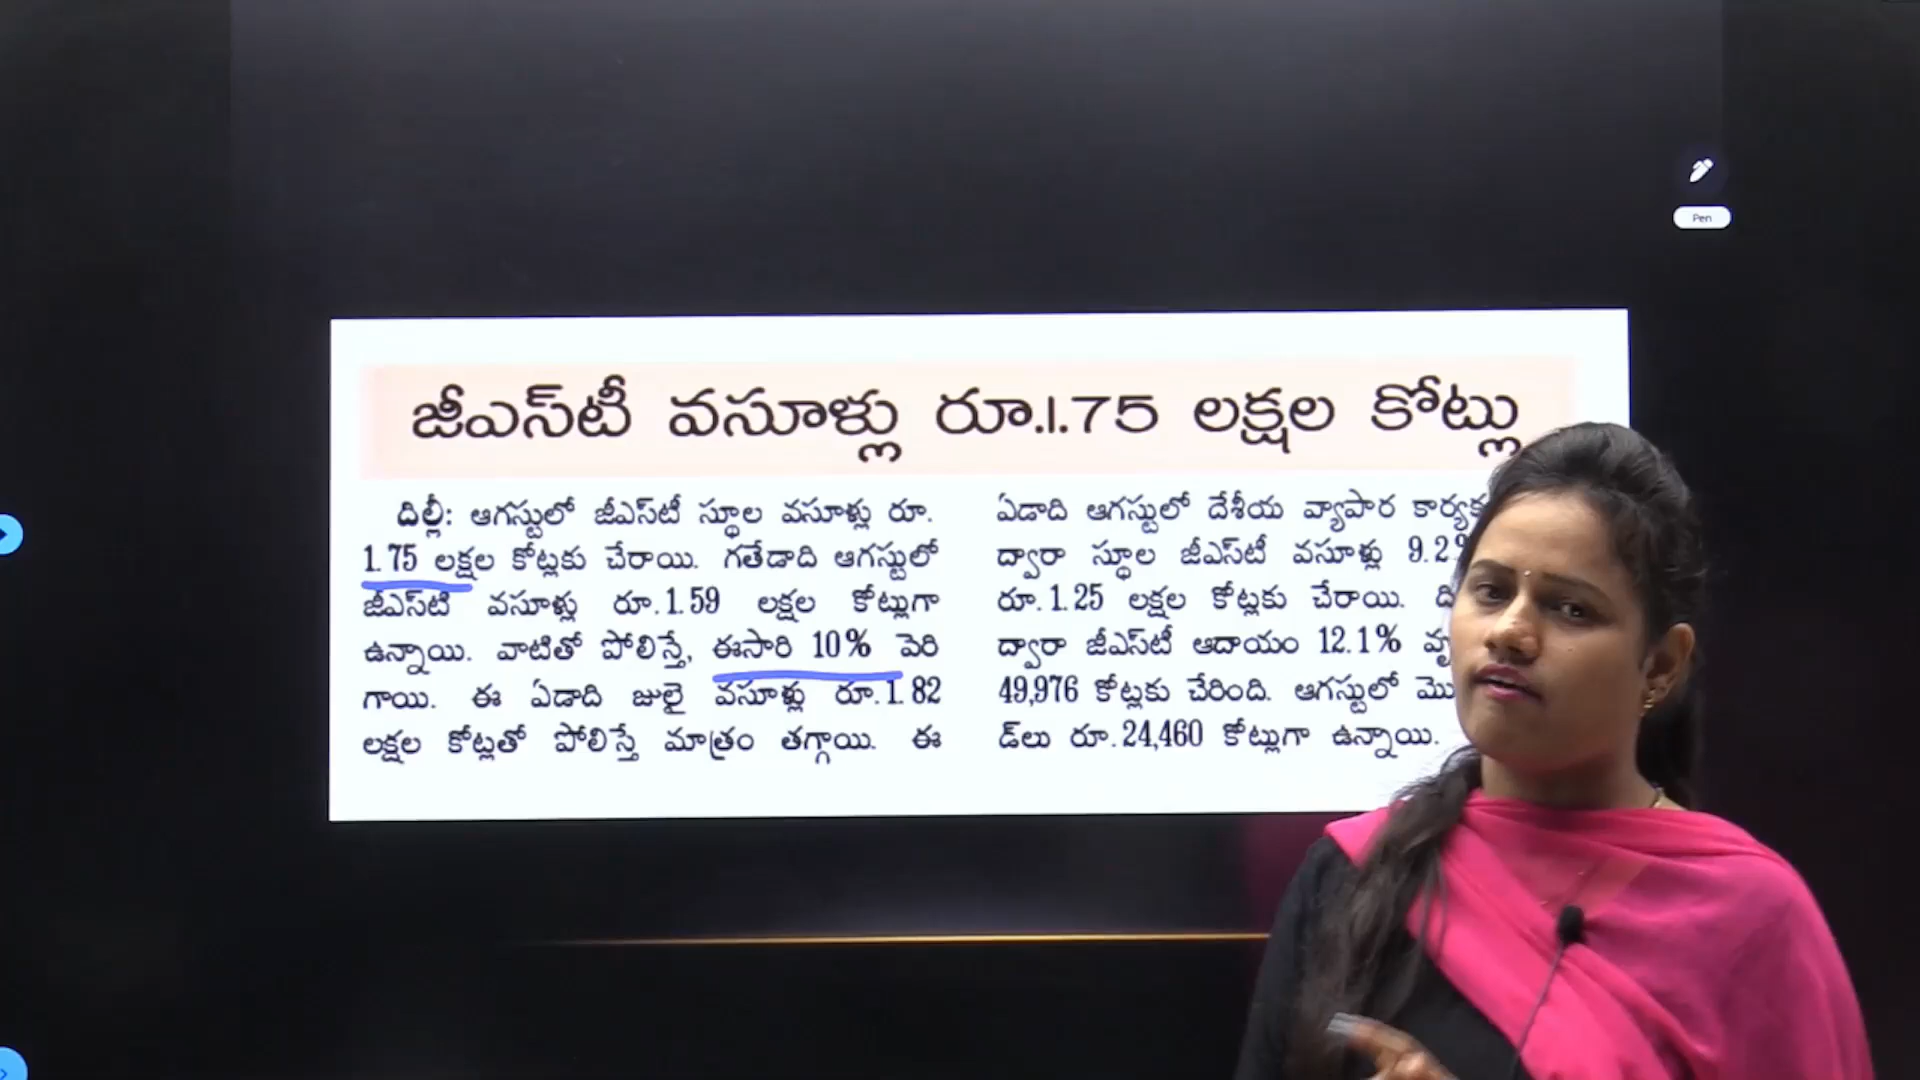 Pen
జీఎస్‌టీ వసూళ్లు రూ.1.75 లక్షల కోట్లు
దిల్లీ: ఆగస్టులో జీఎస్‌టీ స్థూల వసూళ్లు రూ.
1.75 లక్షల కోట్లకు చేరాయి. గతేడాది ఆగస్టులో
జీఎస్‌టీ వసూళ్లు రూ.1.59 లక్షల కోట్లుగా
ఉన్నాయి. వాటితో పోలిస్తే, ఈసారి 10% పెరి
గాయి. ఈ ఏడాది జులై వసూళ్లు రూ.1.82
లక్షల కోట్లతో పోలిస్తే మాత్రం తగ్గాయి. ఈ
ఏడాది ఆగస్టులో దేశీయ వ్యాపార
ద్వారా స్థూల జీఎస్‌టీ వసూళ్లు 9.2
రూ.1.25 లక్షల కోట్లకు చేరాయి.
ద్వారా జీఎస్‌టీ ఆదాయం 12.1%
49,976 కోట్లకు చేరింది. ఆగస్టులో
డ్‌లు రూ.24,460 కోట్లుగా ఉన్నాయి.